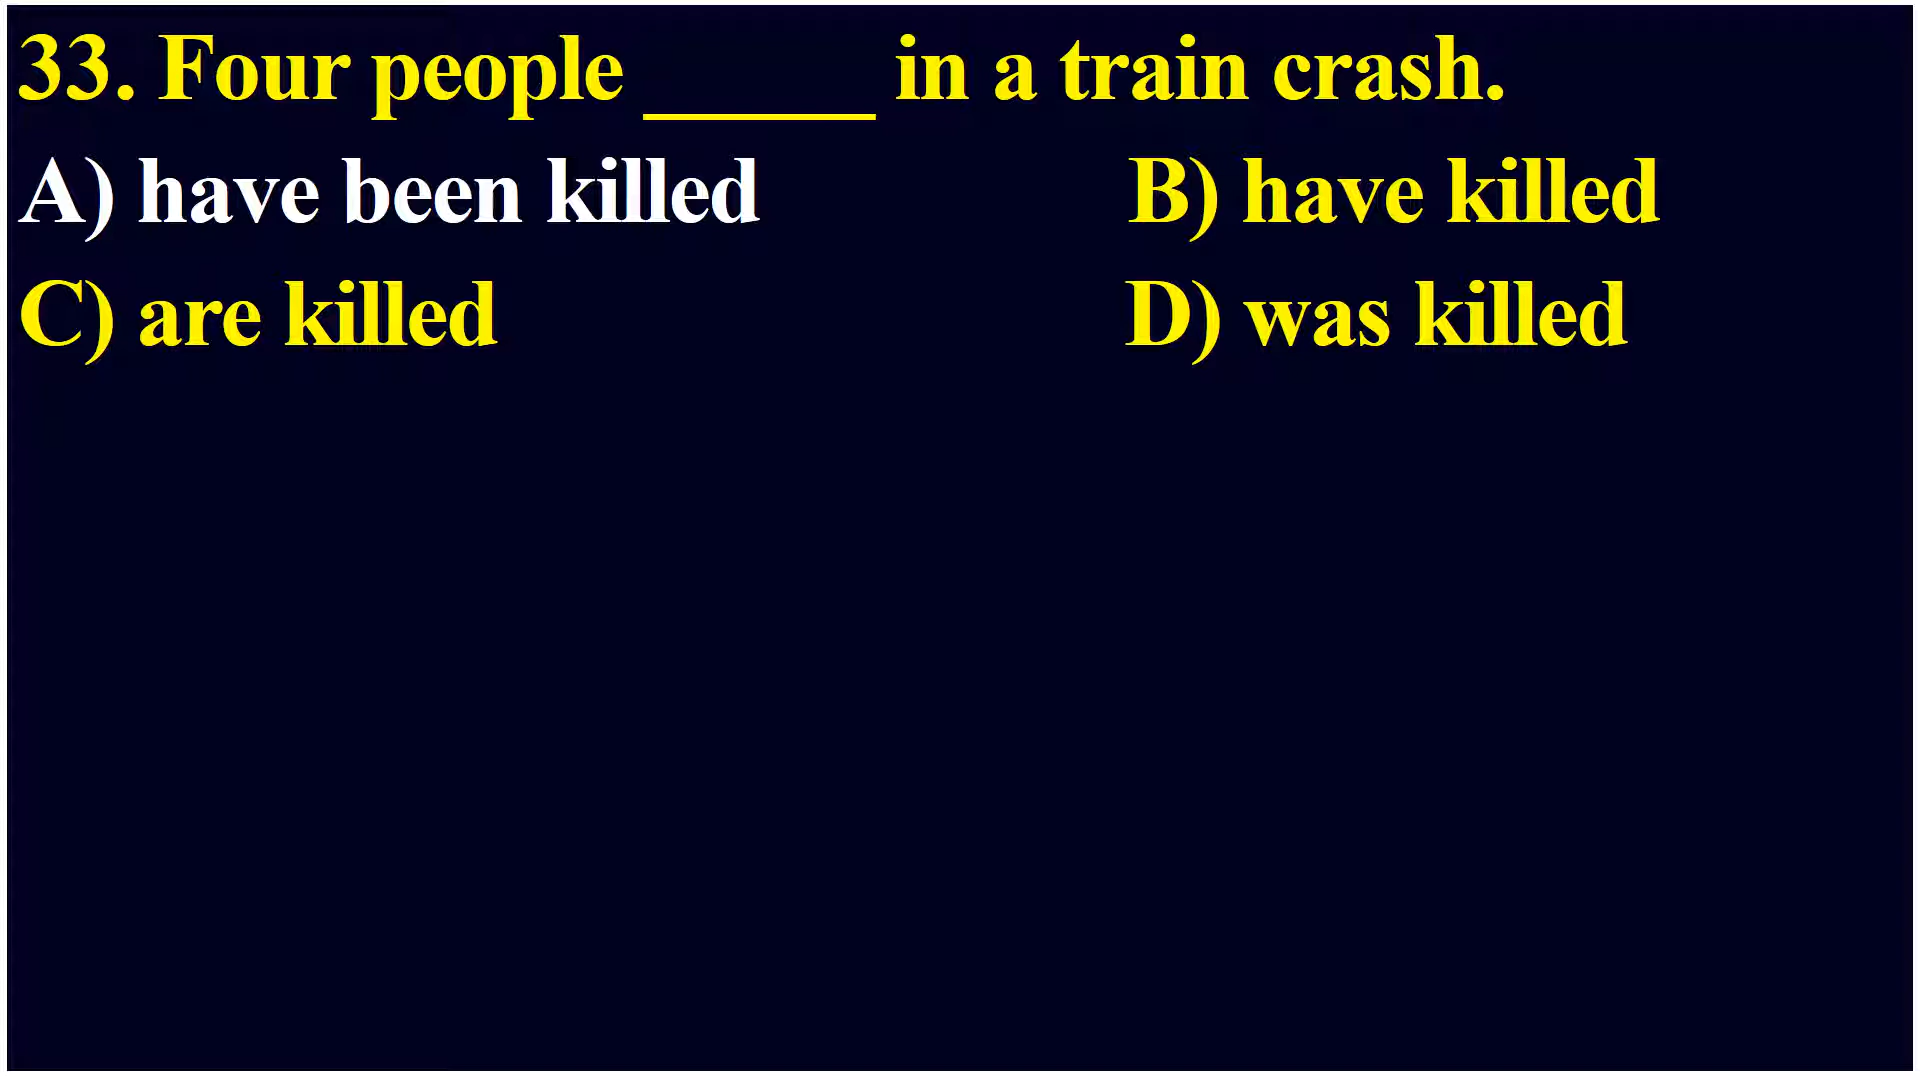 33. Four people _____ in a train crash.
A) have been killed B) have killed
C) are killed D) was killed